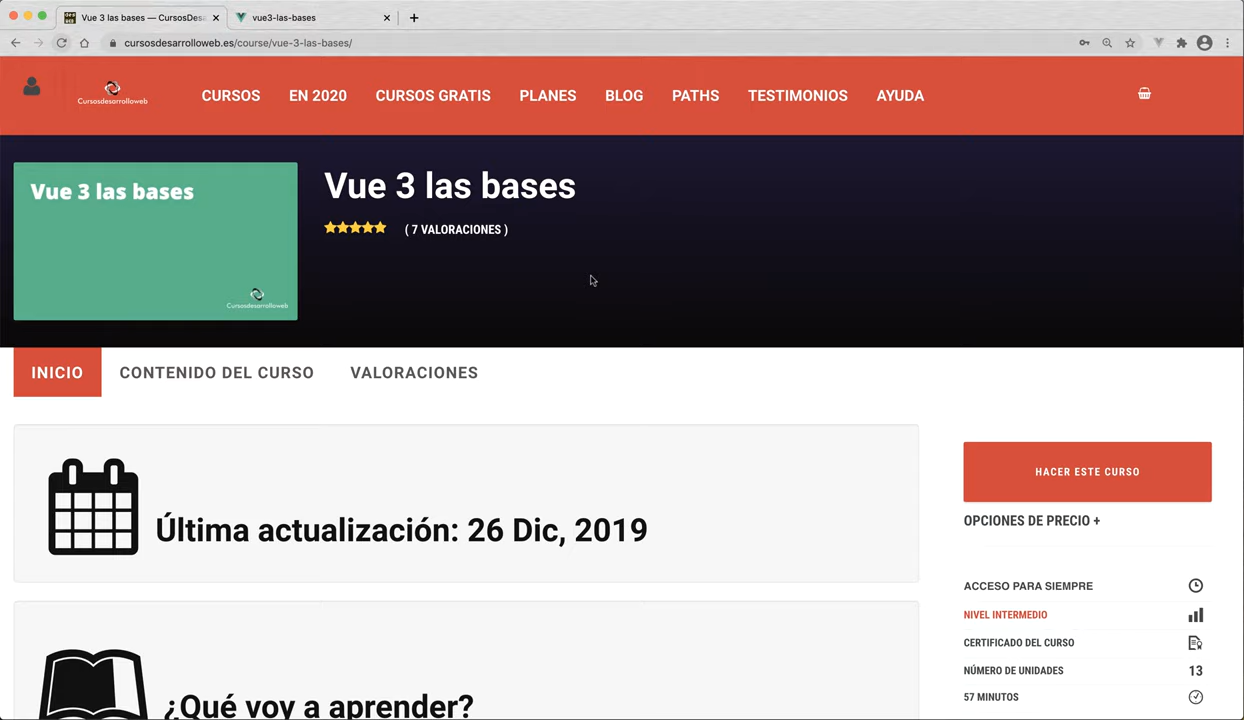 Vue 3 las bases — CursosDesa
vue3-las-bases
cursosdesarrolloweb.es/course/vue-3-las-bases/
Cursosdesarrolloweb
CURSOS
EN 2020
CURSOS GRATIS
PLANES
BLOG
PATHS
TESTIMONIOS
AYUDA
Vue 3 las bases
Cursosdesarrolloweb
Vue 3 las bases
( 7 VALORACIONES )
INICIO
CONTENIDO DEL CURSO
VALORACIONES
Última actualización: 26 Dic, 2019
¿Qué voy a aprender?
HACER ESTE CURSO
OPCIONES DE PRECIO +
ACCESO PARA SIEMPRE
NIVEL INTERMEDIO
CERTIFICADO DEL CURSO
NÚMERO DE UNIDADES 13
57 MINUTOS